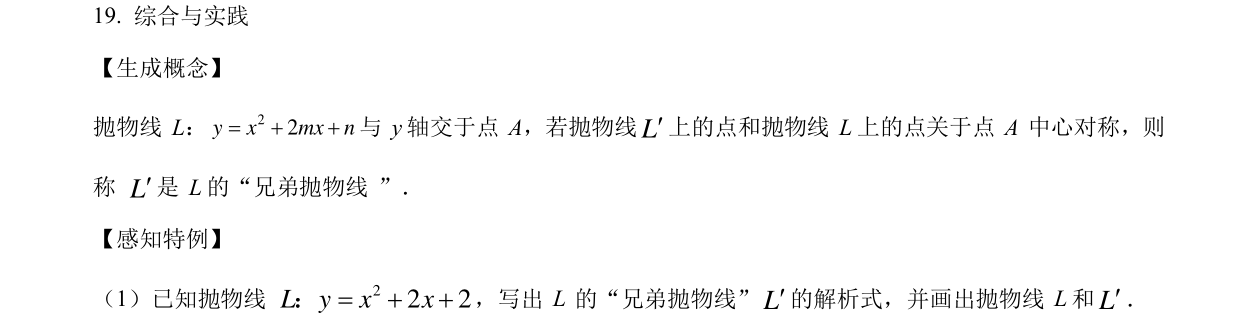 19. 综合与实践
【生成概念】
抛物线 L：y = x² + 2mx + n 与 y 轴交于点 A，若抛物线 L′ 上的点和抛物线 L 上的点关于点 A 中心对称，则
称 L′ 是 L 的“兄弟抛物线 ”．
【感知特例】
（1）已知抛物线 L：y = x² + 2x + 2，写出 L 的“兄弟抛物线” L′ 的解析式，并画出抛物线 L 和 L′．